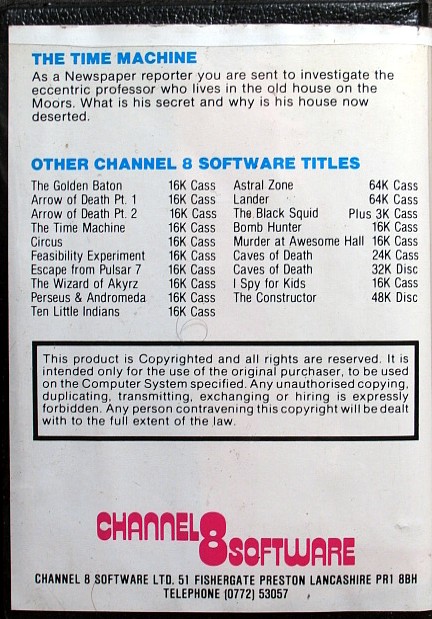 THE TIME MACHINE
As a Newspaper reporter you are sent to investigate the
eccentric professor who lives in the old house on the
Moors. What is his secret and why is his house now
deserted.
OTHER CHANNEL 8 SOFTWARE TITLES
The Golden Baton 16K Cass
Arrow of Death Pt. 1 16K Cass
Arrow of Death Pt. 2 16K Cass
The Time Machine 16K Cass
Circus 16K Cass
Feasibility Experiment 16K Cass
Escape from Pulsar 7 16K Cass
The Wizard of Akyrz 16K Cass
Perseus & Andromeda 16K Cass
Ten Little Indians 16K Cass
Astral Zone 64K Cass
Lander 64K Cass
The Black Squid Plus 3K Cass
Bomb Hunter 16K Cass
Murder at Awesome Hall 16K Cass
Caves of Death 24K Cass
Caves of Death 32K Disc
I Spy for Kids 16K Cass
The Constructor 48K Disc
This product is Copyrighted and all rights are reserved. It is
intended only for the use of the original purchaser, to be used
on the Computer System specified. Any unauthorised copying,
duplicating, transmitting, exchanging or hiring is expressly
forbidden. Any person contravening this copyright will be dealt
with to the full extent of the law.
CHANNEL 8 SOFTWARE
CHANNEL 8 SOFTWARE LTD. 51 FISHERGATE PRESTON LANCASHIRE PR1 8BH
TELEPHONE (0772) 53057